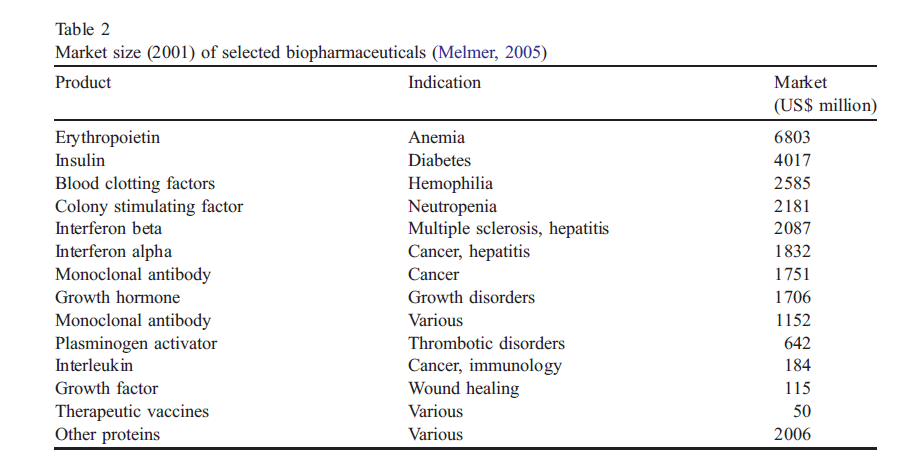 Table 2
Market size (2001) of selected biopharmaceuticals (Melmer, 2005)
Product Indication Market
(US$ million)
Erythropoietin Anemia 6803
Insulin Diabetes 4017
Blood clotting factors Hemophilia 2585
Colony stimulating factor Neutropenia 2181
Interferon beta Multiple sclerosis, hepatitis 2087
Interferon alpha Cancer, hepatitis 1832
Monoclonal antibody Cancer 1751
Growth hormone Growth disorders 1706
Monoclonal antibody Various 1152
Plasminogen activator Thrombotic disorders 642
Interleukin Cancer, immunology 184
Growth factor Wound healing 115
Therapeutic vaccines Various 50
Other proteins Various 2006